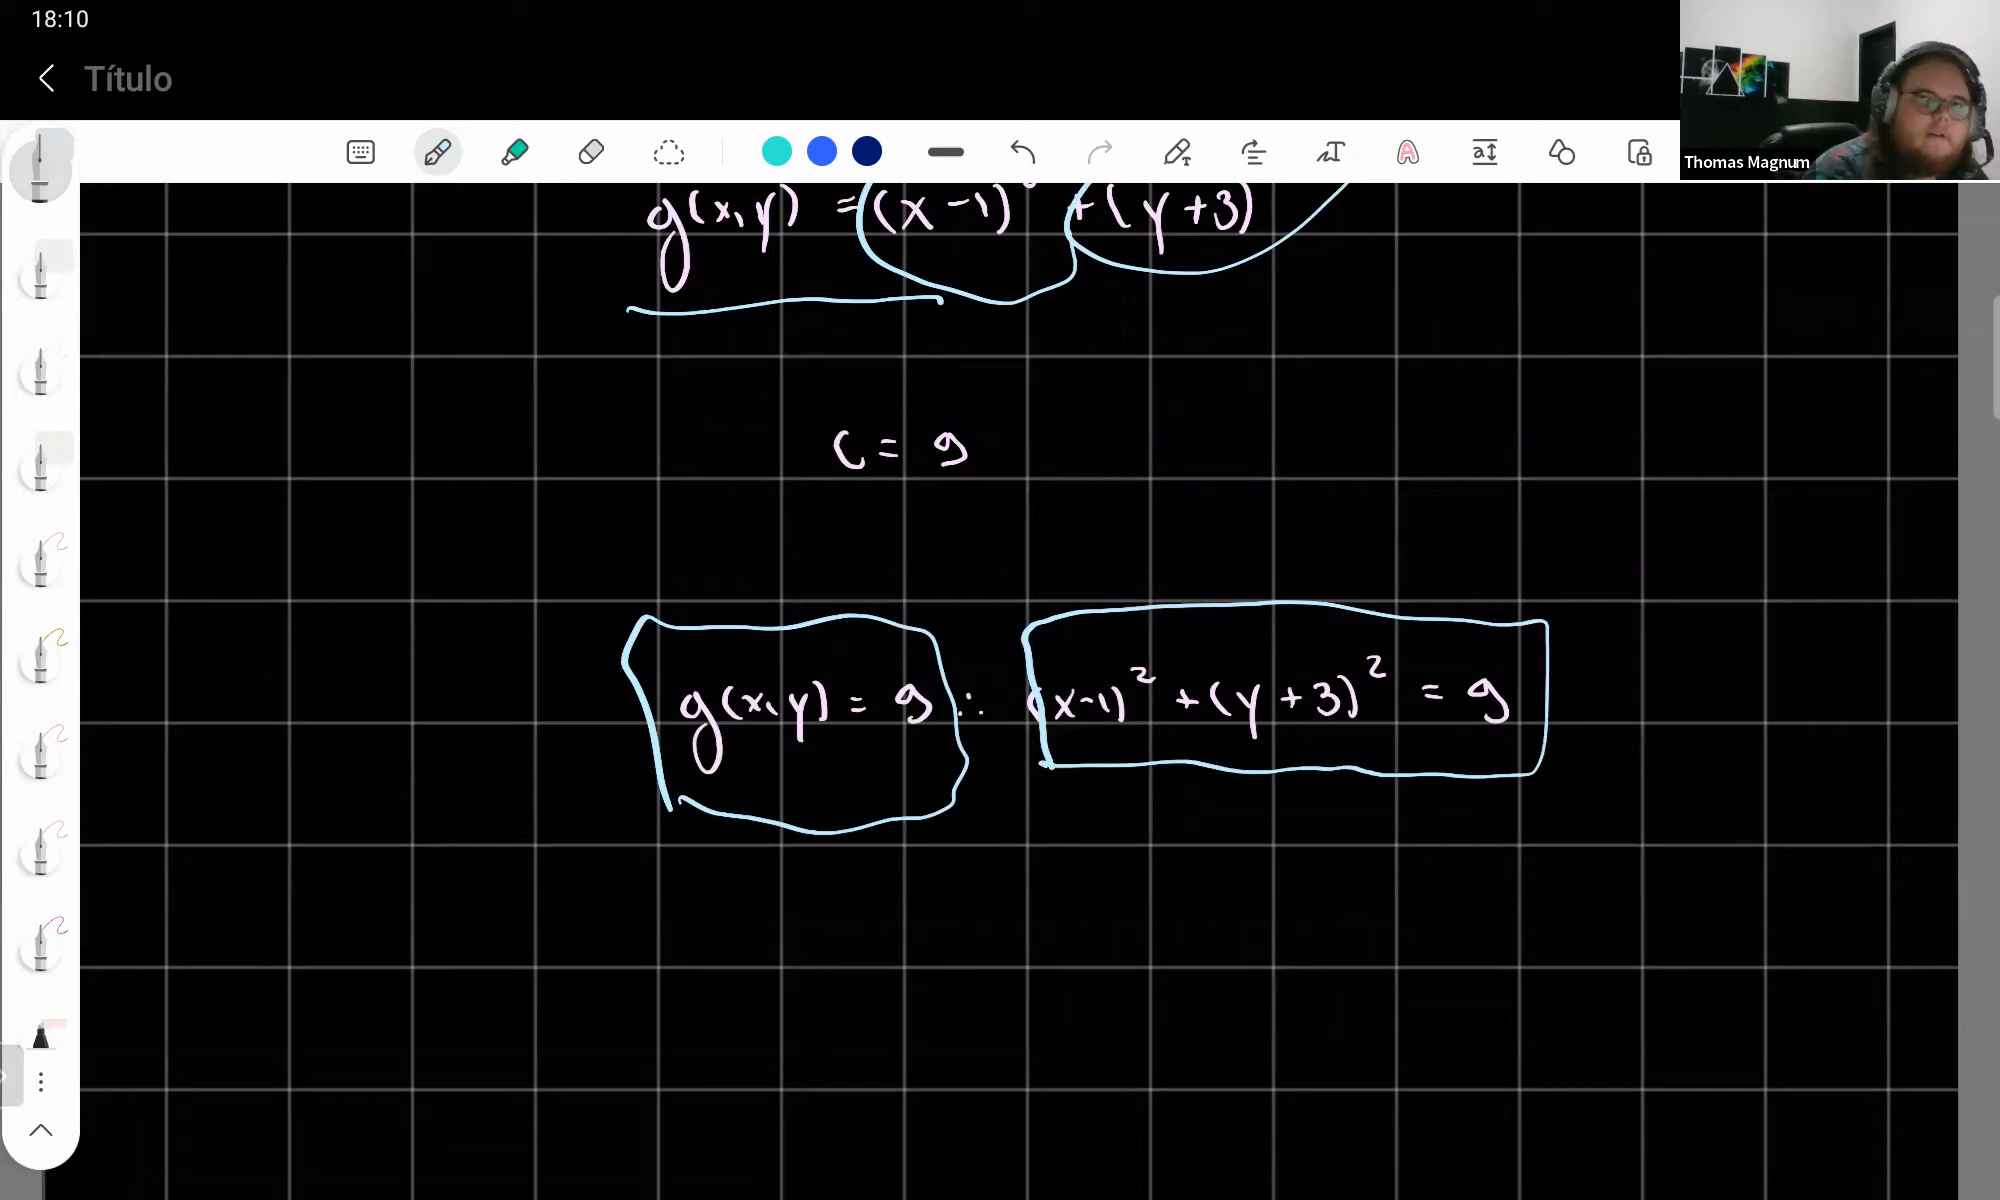 18:10
Título
Thomas Magnum
g(x,y) = (x-1) + (y+3)
C = 9
g(x,y) = 9 ∴ (x-1)² + (y+3)² = 9